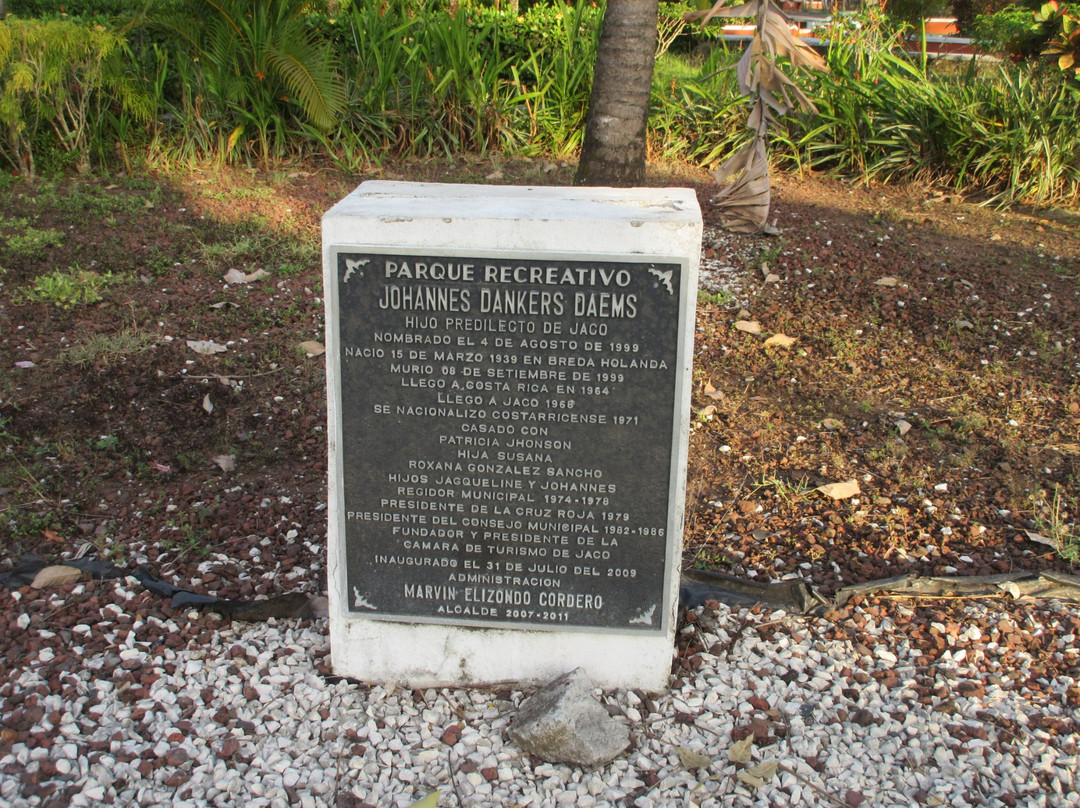 PARQUE RECREATIVO
JOHANNES DANKERS DAEMS
HIJO PREDILECTO DE JACO
NOMBRADO EL 4 DE AGOSTO DE 1999
NACIO 15 DE MARZO 1939 EN BREDA HOLANDA
MURIO 08 DE SETIEMBRE DE 1999
LLEGO A COSTA RICA EN 1964
LLEGO A JACO 1966
SE NACIONALIZO COSTARRICENSE 1971
CASADO CON
PATRICIA JHONSON
HIJA SUSANA
ROXANA GONZALEZ SANCHO
HIJOS JACQUELINE Y JOHANNES
REGIDOR MUNICIPAL 1974-1978
PRESIDENTE DE LA CRUZ ROJA 1979
PRESIDENTE DEL CONSEJO MUNICIPAL 1982-1986
FUNDADOR Y PRESIDENTE DE LA
CAMARA DE TURISMO DE JACO
INAUGURADO EL 31 DE JULIO DEL 2009
ADMINISTRACION
MARVIN ELIZONDO CORDERO
ALCALDE 2007-2011